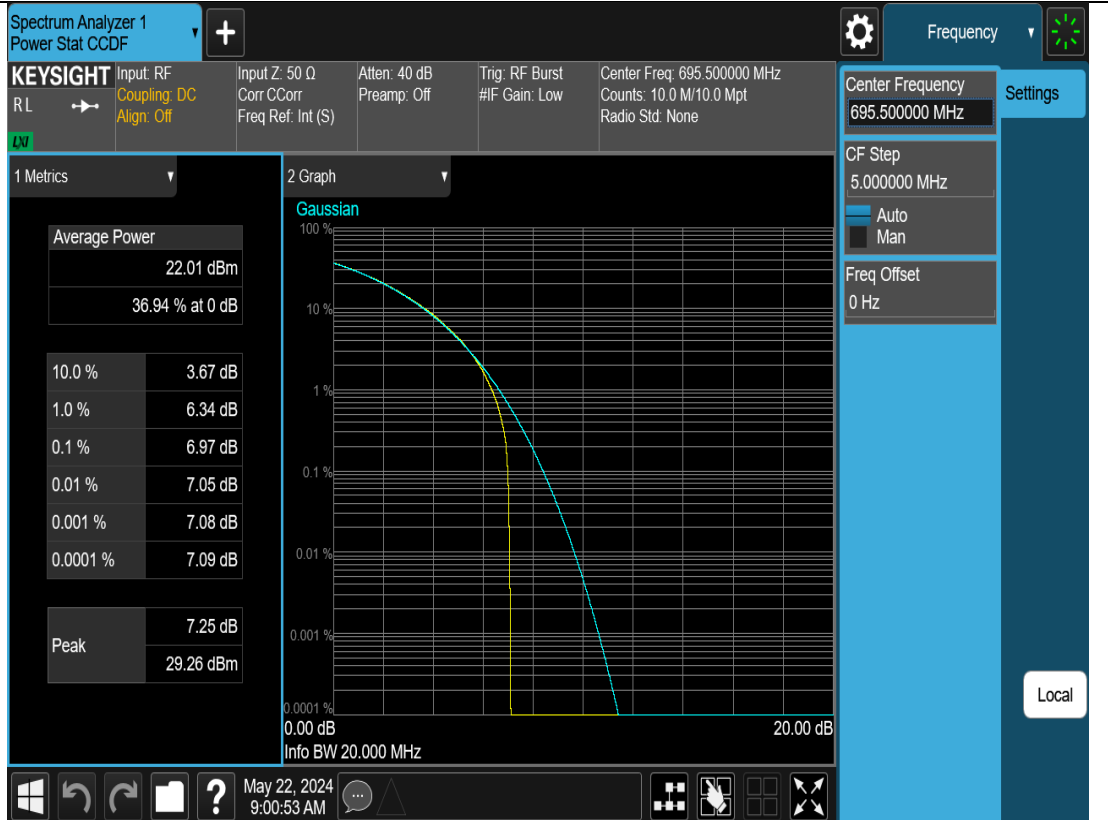 Spectrum Analyzer 1
Power Stat CCDF
▼
+
Frequency
▼
KEYSIGHT
R L
LXI
Input: RF
Coupling: DC
Align: Off
Input Z: 50 Ω
Corr CCorr
Freq Ref: Int (S)
Atten: 40 dB
Preamp: Off
Trig: RF Burst
#IF Gain: Low
Center Freq: 695.500000 MHz
Counts: 10.0 M/10.0 Mpt
Radio Std: None
1 Metrics
▼
Average Power
22.01 dBm
36.94 % at 0 dB
10.0 % 3.67 dB
1.0 % 6.34 dB
0.1 % 6.97 dB
0.01 % 7.05 dB
0.001 % 7.08 dB
0.0001 % 7.09 dB
Peak
7.25 dB
29.26 dBm
2 Graph
▼
Gaussian
100 %
10 %
1 %
0.1 %
0.01 %
0.001 %
0.0001 %
0.00 dB 20.00 dB
Info BW 20.000 MHz
Center Frequency
695.500000 MHz
CF Step
5.000000 MHz
Auto
Man
Freq Offset
0 Hz
Settings
Local
?
May 22, 2024
9:00:53 AM